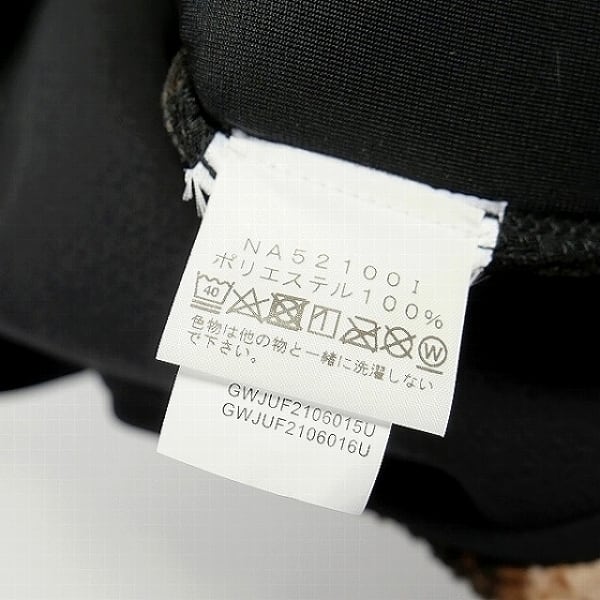 NA52100I
ポリエステル100%
40 W
色物は他の物と一緒に洗濯しない
で下さい。
GWJUF2106015U
GWJUF2106016U